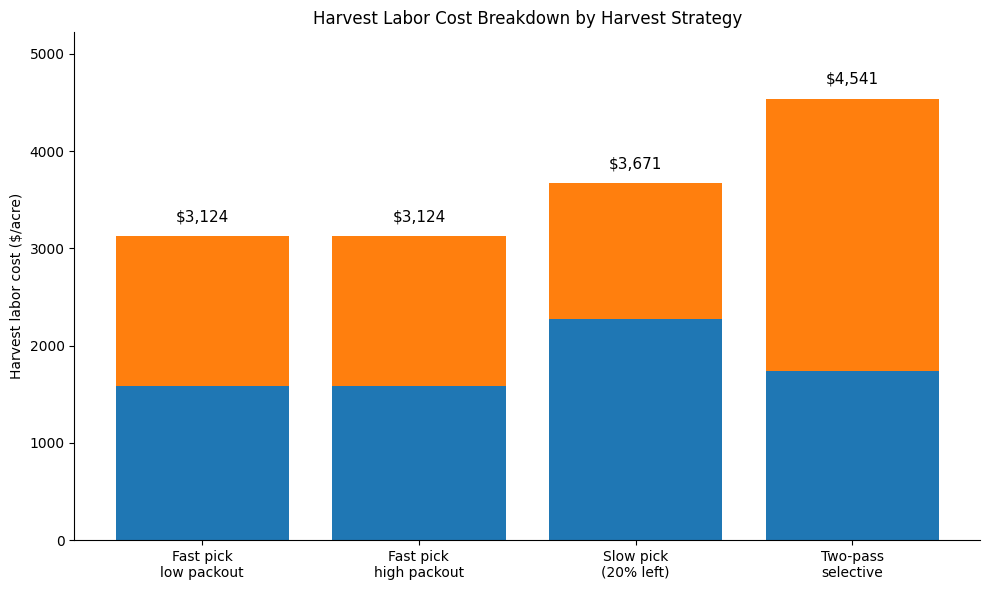 Harvest Labor Cost Breakdown by Harvest Strategy
Harvest labor cost ($/acre)
5000
4000
3000
2000
1000
0
$3,124
$3,124
$3,671
$4,541
Fast pick
low packout
Fast pick
high packout
Slow pick
(20% left)
Two-pass
selective